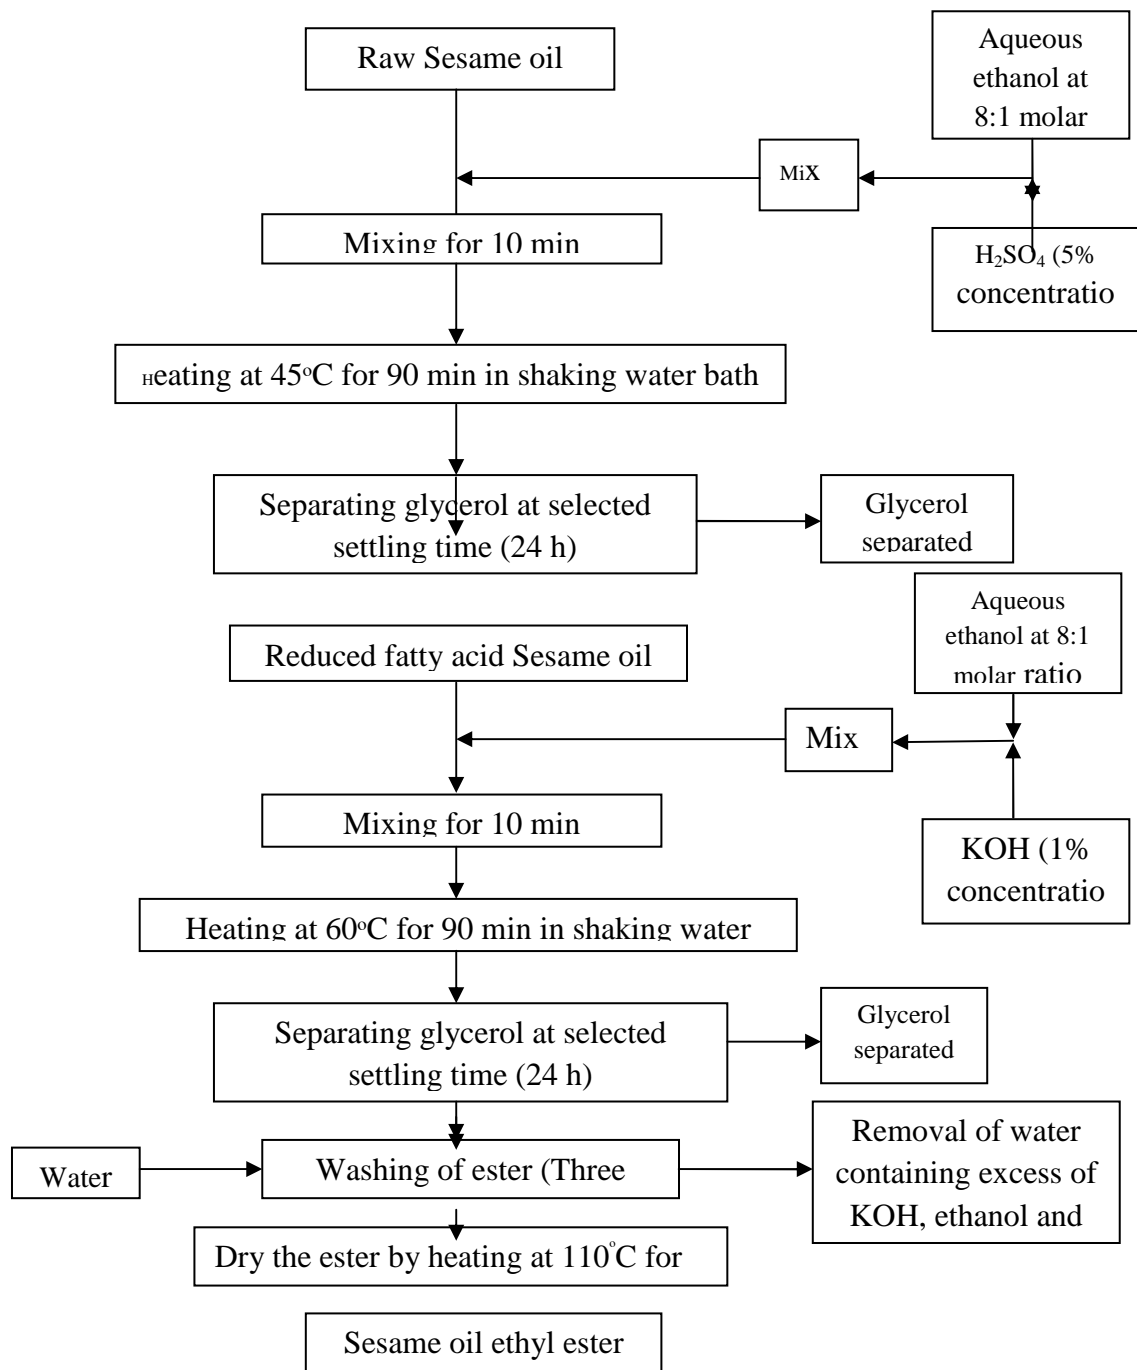 Raw Sesame oil
Aqueous
ethanol at
8:1 molar
Mix
Mixing for 10 min
H₂SO₄ (5%
concentratio
Heating at 45°C for 90 min in shaking water bath
Separating glycerol at selected
settling time (24 h)
Glycerol
separated
Aqueous
ethanol at 8:1
molar ratio
Reduced fatty acid Sesame oil
Mix
Mixing for 10 min
KOH (1%
concentratio
Heating at 60°C for 90 min in shaking water
Separating glycerol at selected
settling time (24 h)
Glycerol
separated
Water
Washing of ester (Three
Removal of water
containing excess of
KOH, ethanol and
Dry the ester by heating at 110°C for
Sesame oil ethyl ester